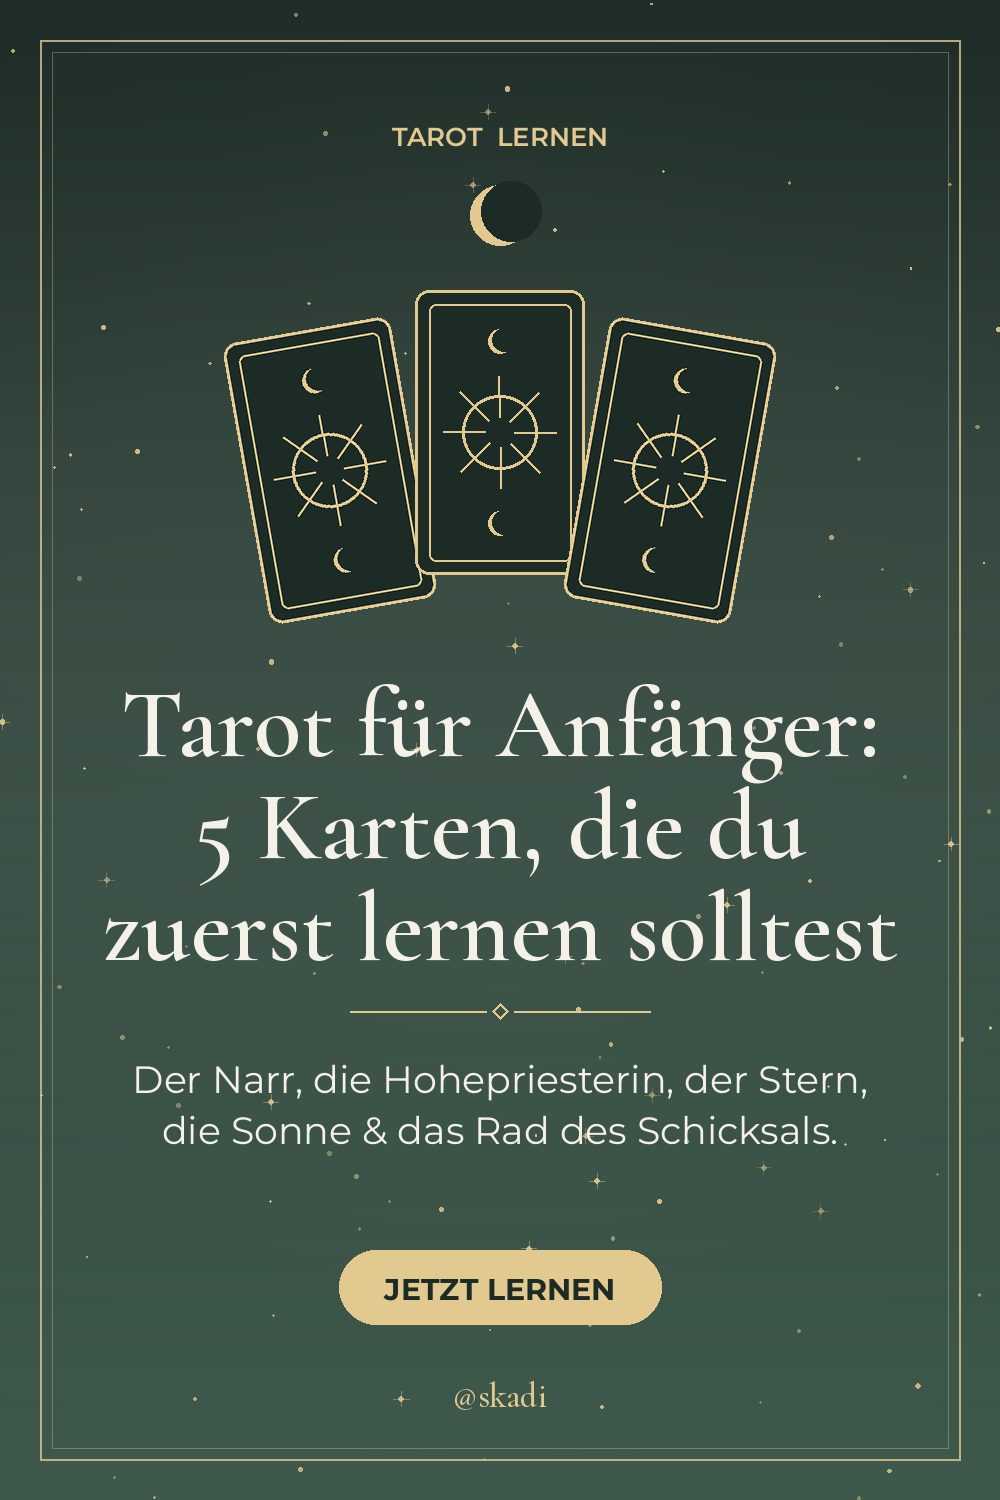 TAROT LERNEN
Tarot für Anfänger:
5 Karten, die du
zuerst lernen solltest
Der Narr, die Hohepriesterin, der Stern,
die Sonne & das Rad des Schicksals.
JETZT LERNEN
@skadi